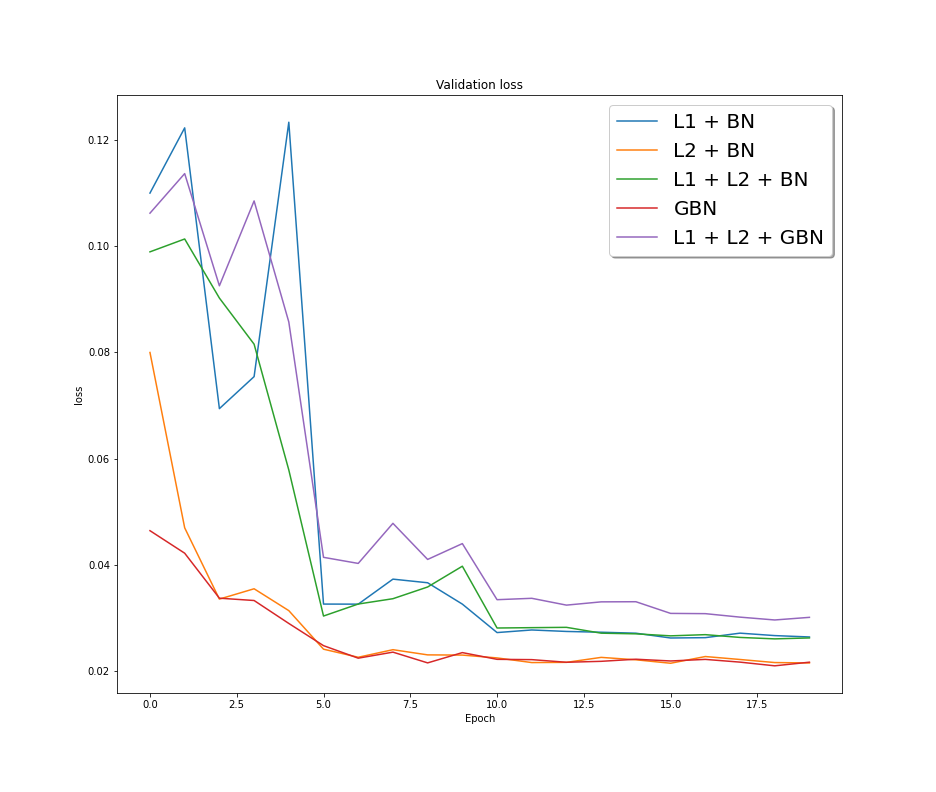 Validation loss
L1 + BN
L2 + BN
L1 + L2 + BN
GBN
L1 + L2 + GBN
0.12
0.10
0.08
0.06
0.04
0.02
loss
0.0 2.5 5.0 7.5 10.0 12.5 15.0 17.5
Epoch